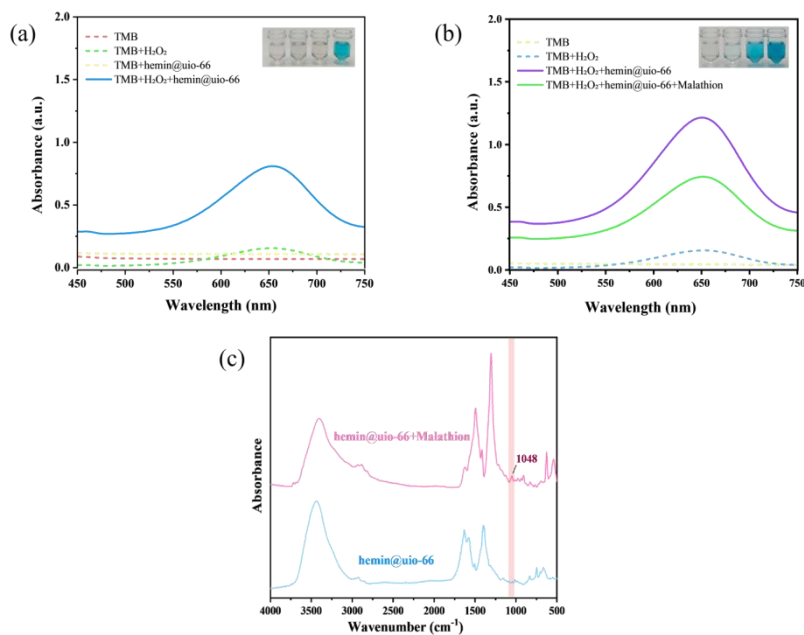 (a)
TMB
TMB+H₂O₂
TMB+hemin@uio-66
TMB+H₂O₂+hemin@uio-66
2.0
1.5
1.0
0.5
0.0
Absorbance (a.u.)
450 500 550 600 650 700 750
Wavelength (nm)
(b)
TMB
TMB+H₂O₂
TMB+H₂O₂+hemin@uio-66
TMB+H₂O₂+hemin@uio-66+Malathion
2.0
1.5
1.0
0.5
0.0
Absorbance (a.u.)
450 500 550 600 650 700 750
Wavelength (nm)
(c)
hemin@uio-66+Malathion
1048
hemin@uio-66
Absorbance
4000 3500 3000 2500 2000 1500 1000 500
Wavenumber (cm⁻¹)